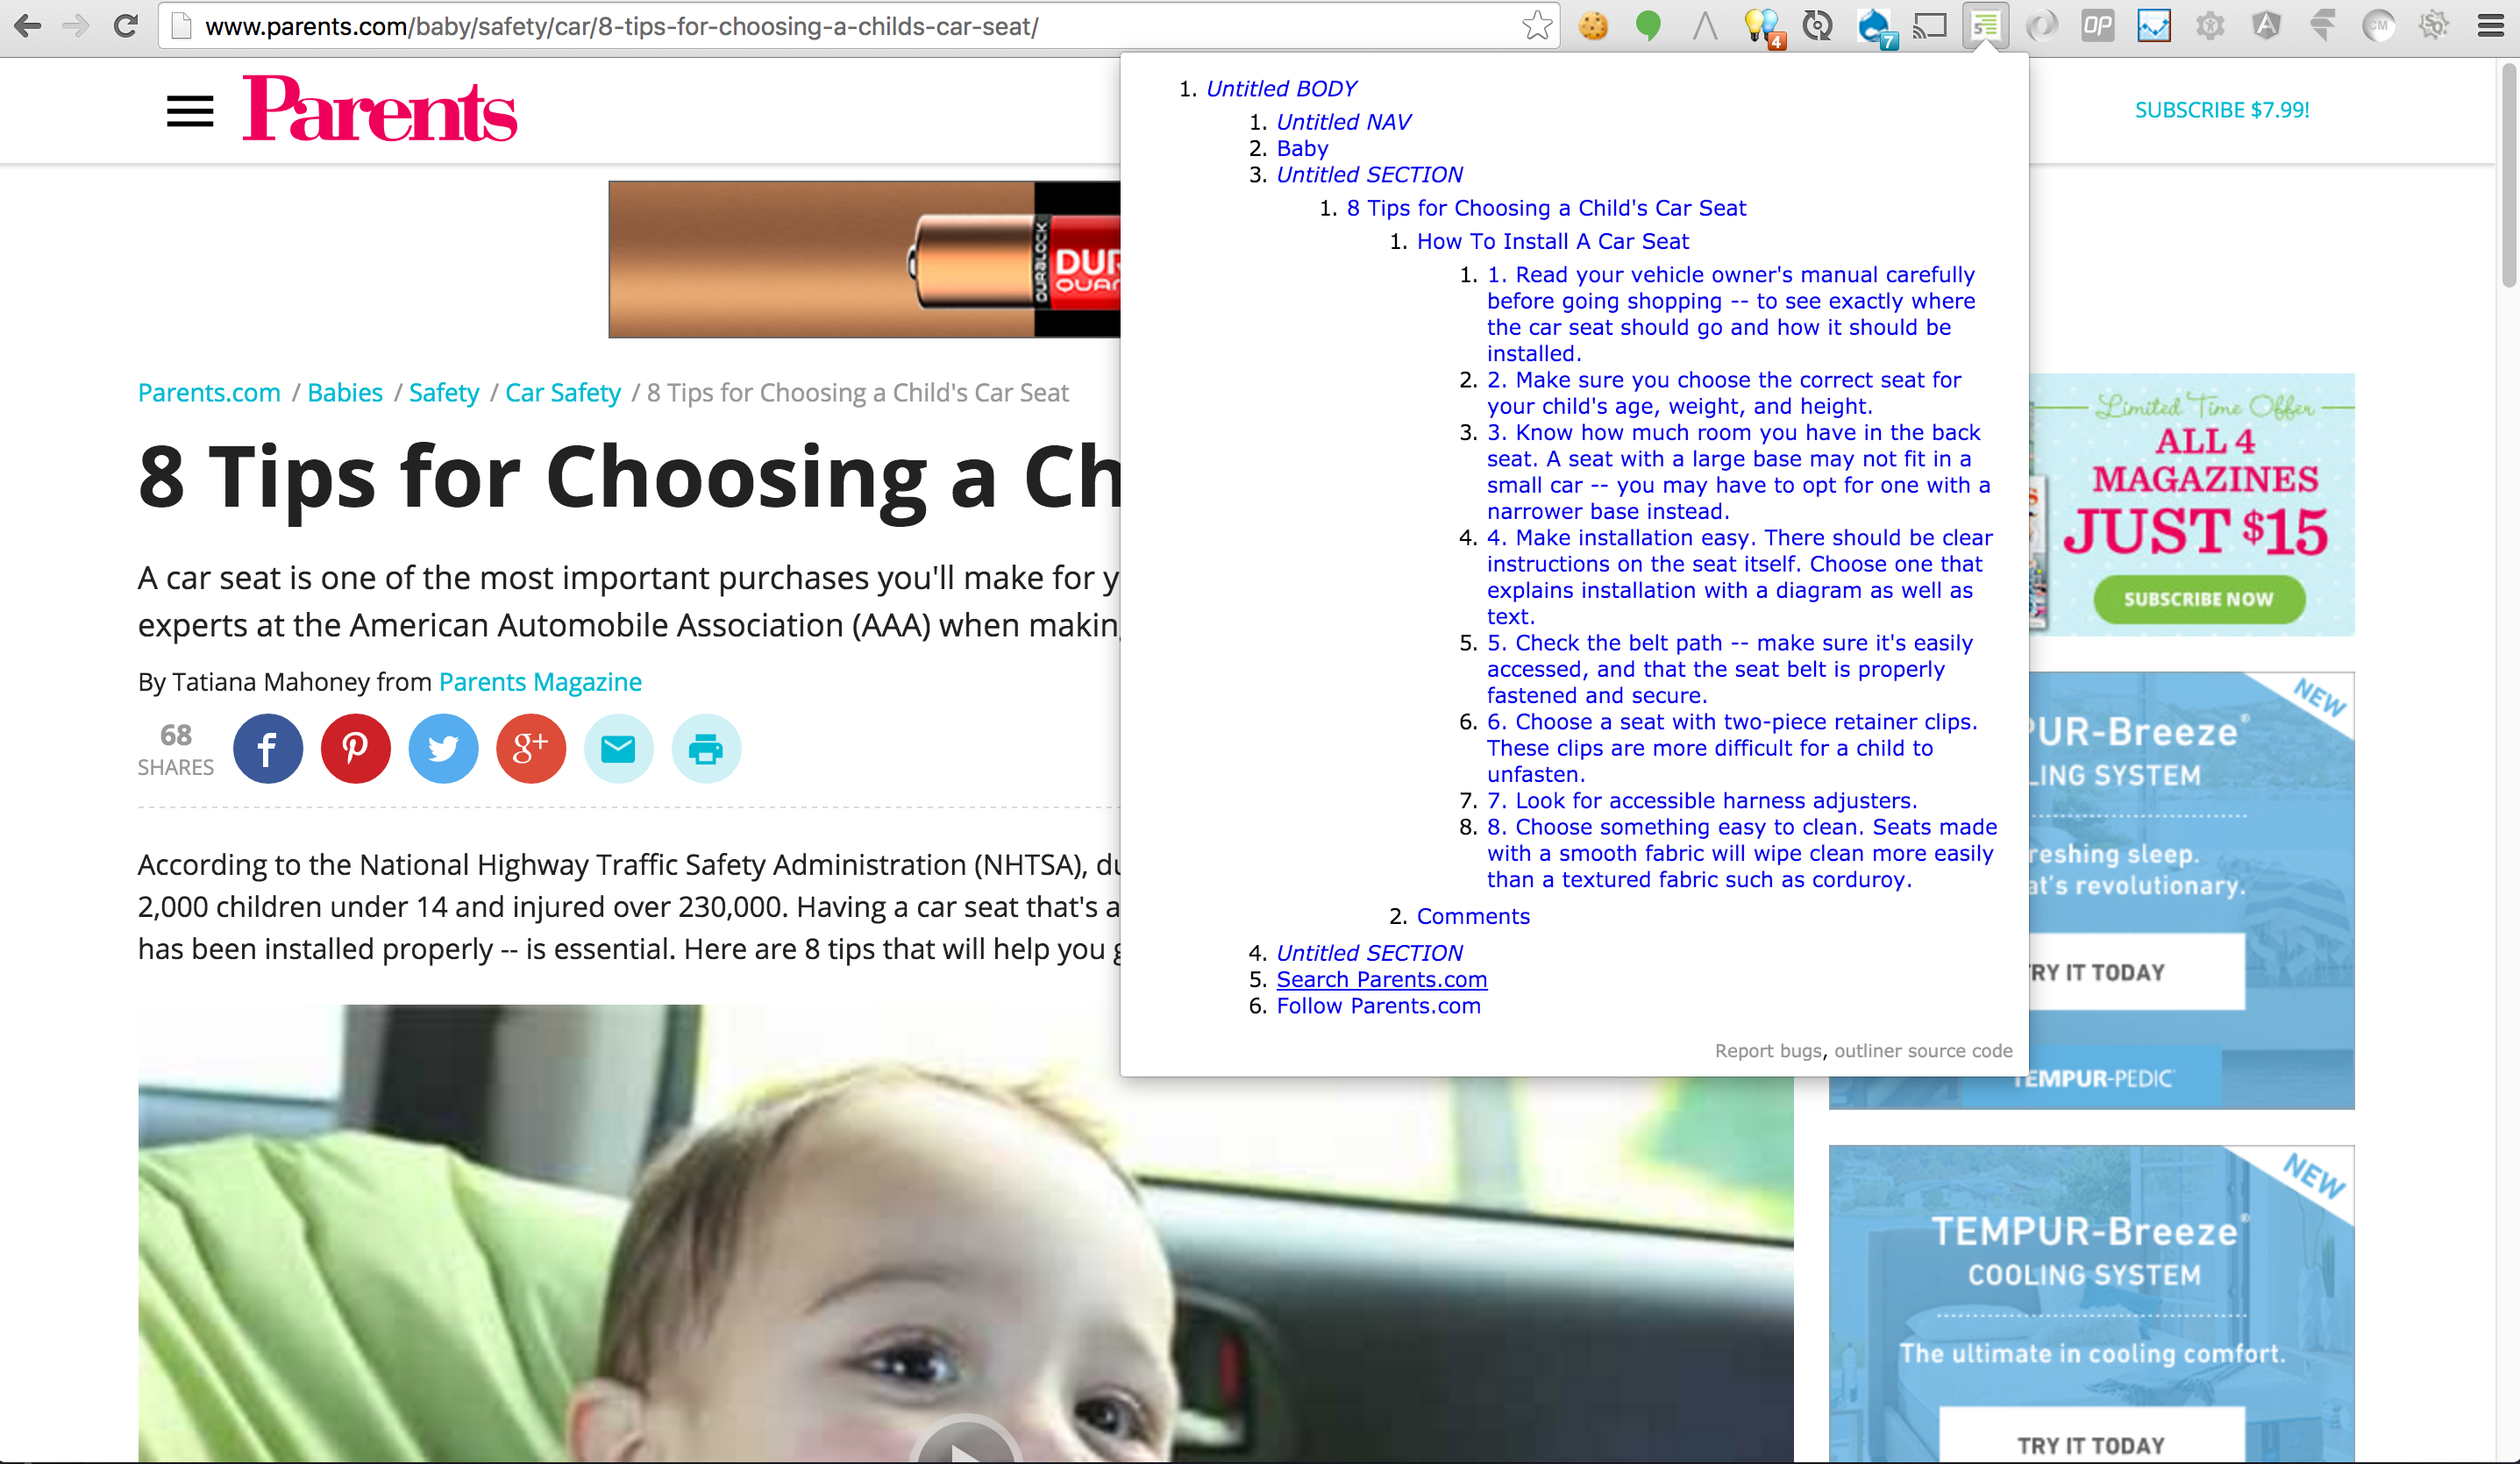 www.parents.com/baby/safety/car/8-tips-for-choosing-a-childs-car-seat/
4
7
OP
CM
Parents
SUBSCRIBE $7.99!
DURALOCK
DUR
QUAN
Parents.com / Babies / Safety / Car Safety / 8 Tips for Choosing a Child's Car Seat
8 Tips for Choosing a Ch
A car seat is one of the most important purchases you'll make for y
experts at the American Automobile Association (AAA) when making
By Tatiana Mahoney from Parents Magazine
68
SHARES
According to the National Highway Traffic Safety Administration (NHTSA), du
2,000 children under 14 and injured over 230,000. Having a car seat that's a
has been installed properly -- is essential. Here are 8 tips that will help you g
1. Untitled BODY
1. Untitled NAV
2. Baby
3. Untitled SECTION
1. 8 Tips for Choosing a Child's Car Seat
1. How To Install A Car Seat
1. 1. Read your vehicle owner's manual carefully
before going shopping -- to see exactly where
the car seat should go and how it should be
installed.
2. 2. Make sure you choose the correct seat for
your child's age, weight, and height.
3. 3. Know how much room you have in the back
seat. A seat with a large base may not fit in a
small car -- you may have to opt for one with a
narrower base instead.
4. 4. Make installation easy. There should be clear
instructions on the seat itself. Choose one that
explains installation with a diagram as well as
text.
5. 5. Check the belt path -- make sure it's easily
accessed, and that the seat belt is properly
fastened and secure.
6. 6. Choose a seat with two-piece retainer clips.
These clips are more difficult for a child to
unfasten.
7. 7. Look for accessible harness adjusters.
8. 8. Choose something easy to clean. Seats made
with a smooth fabric will wipe clean more easily
than a textured fabric such as corduroy.
2. Comments
4. Untitled SECTION
5. Search Parents.com
6. Follow Parents.com
Report bugs, outliner source code
Limited Time Offer
ALL 4
MAGAZINES
JUST $15
SUBSCRIBE NOW
NEW
PUR-Breeze®
LING SYSTEM
reshing sleep.
at's revolutionary.
TRY IT TODAY
TEMPUR-PEDIC
NEW
TEMPUR-Breeze®
COOLING SYSTEM
The ultimate in cooling comfort.
TRY IT TODAY